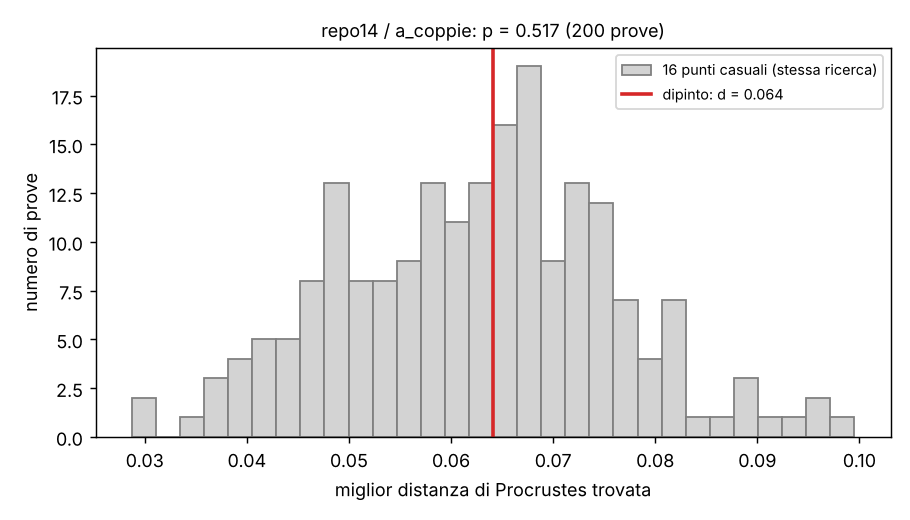 repo14 / a_coppie: p = 0.517 (200 prove)
16 punti casuali (stessa ricerca)
dipinto: d = 0.064
numero di prove
17.5
15.0
12.5
10.0
7.5
5.0
2.5
0.0
0.03 0.04 0.05 0.06 0.07 0.08 0.09 0.10
miglior distanza di Procrustes trovata